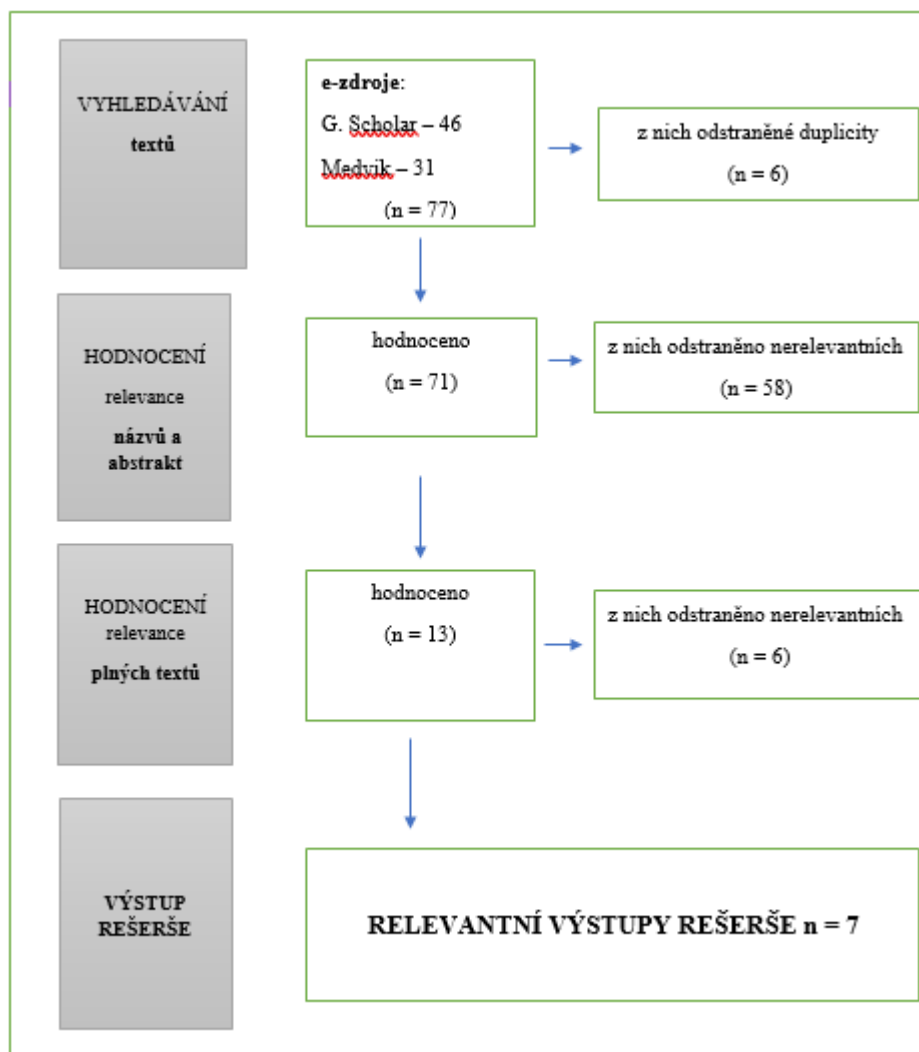 VYHLEDÁVÁNÍ
textů
e-zdroje:
G. Scholar – 46
Medvik – 31
(n = 77)
z nich odstraněné duplicity
(n = 6)
HODNOCENÍ
relevance
názvů a
abstrakt
hodnoceno
(n = 71)
z nich odstraněno nerelevantních
(n = 58)
HODNOCENÍ
relevance
plných textů
hodnoceno
(n = 13)
z nich odstraněno nerelevantních
(n = 6)
VÝSTUP
REŠERŠE
RELEVANTNÍ VÝSTUPY REŠERŠE n = 7